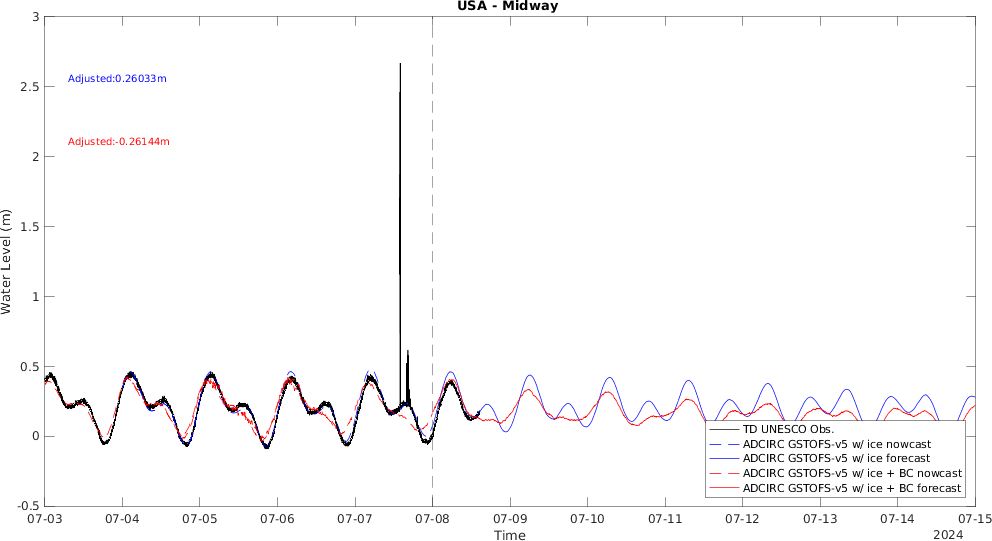 USA - Midway
Adjusted:0.26033m
Adjusted:-0.26144m
Water Level (m)
3
2.5
2
1.5
1
0.5
0
-0.5
07-03 07-04 07-05 07-06 07-07 07-08 07-09 07-10 07-11 07-12 07-13 07-14 07-15
Time
2024
TD UNESCO Obs.
ADCIRC GSTOFS-v5 w/ ice nowcast
ADCIRC GSTOFS-v5 w/ ice forecast
ADCIRC GSTOFS-v5 w/ ice + BC nowcast
ADCIRC GSTOFS-v5 w/ ice + BC forecast